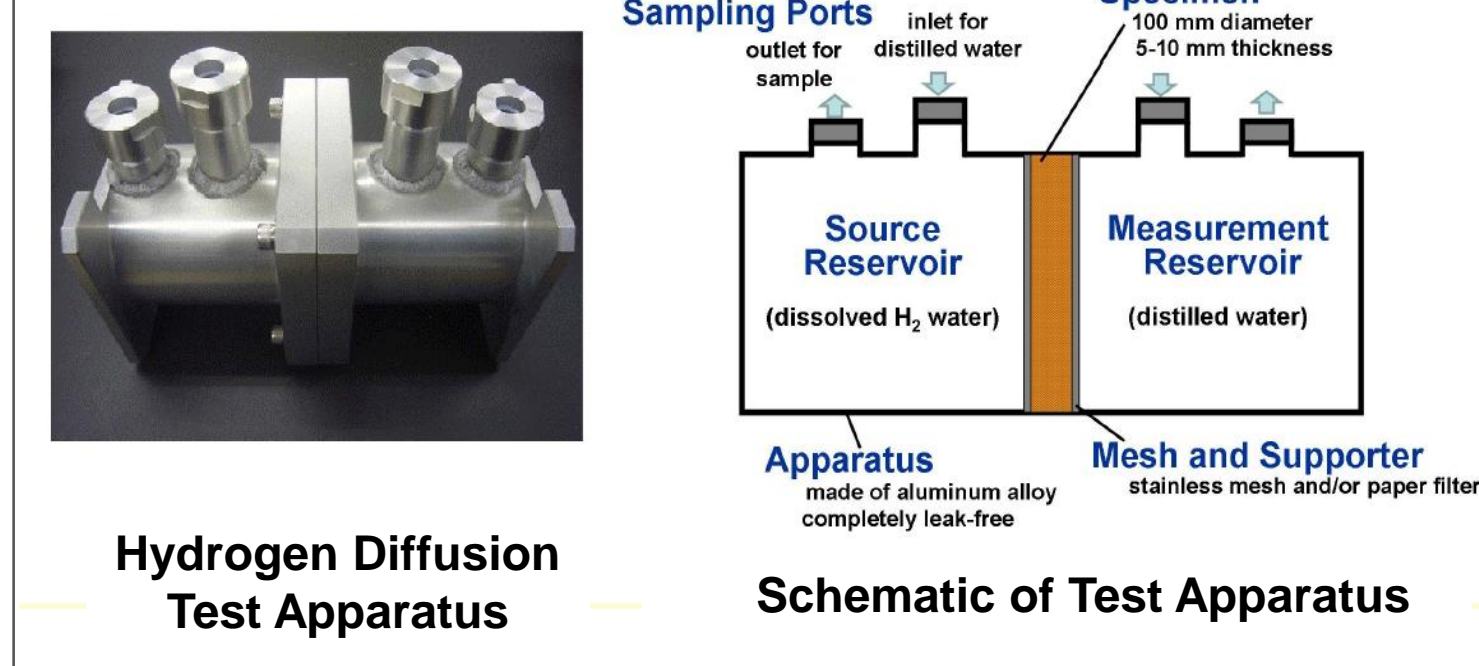 Sampling Ports
outlet for
sample
inlet for
distilled water
Specimen
100 mm diameter
5-10 mm thickness
Source
Reservoir
(dissolved H₂ water)
Measurement
Reservoir
(distilled water)
Apparatus
made of aluminum alloy
completely leak-free
Mesh and Supporter
stainless mesh and/or paper filter
Hydrogen Diffusion
Test Apparatus
Schematic of Test Apparatus